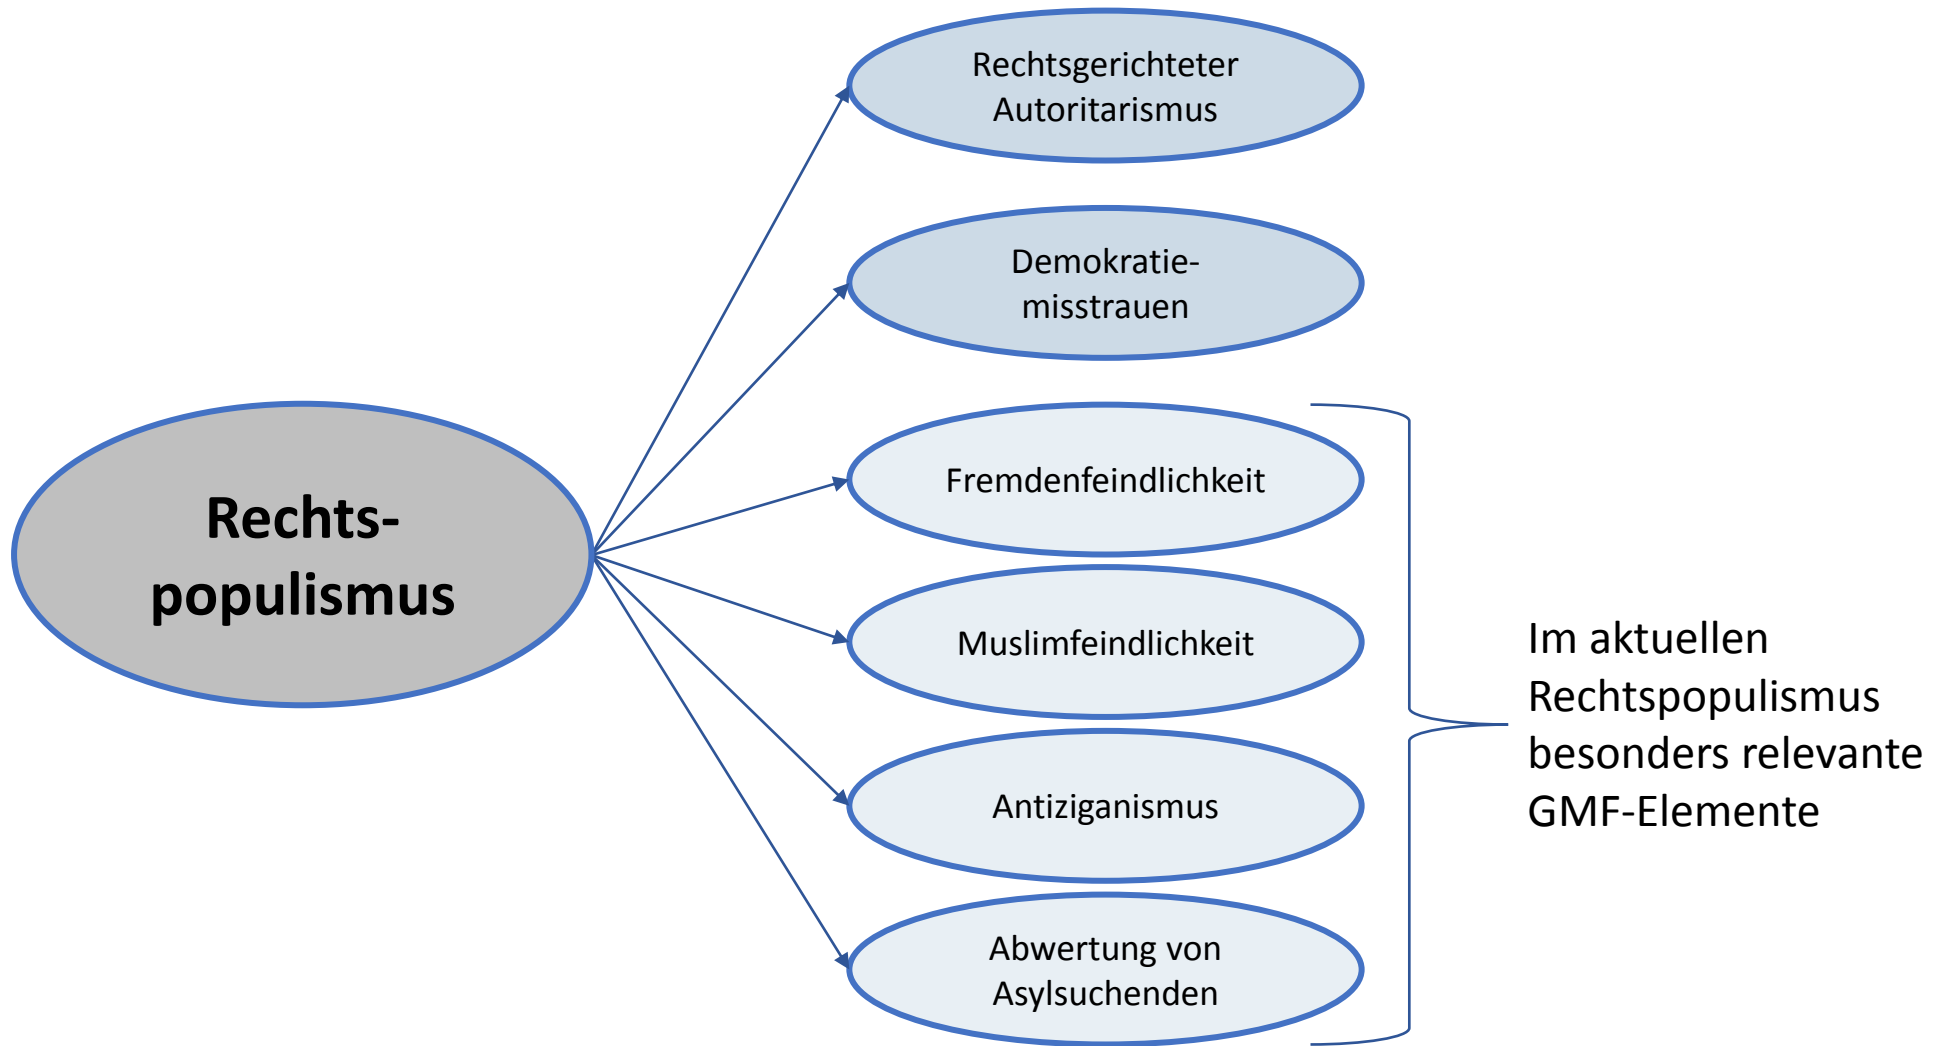 Rechtsgerichteter
Autoritarismus
Demokratie-
misstrauen
Fremdenfeindlichkeit
Rechts-
populismus
Muslimfeindlichkeit
Im aktuellen
Rechtspopulismus
besonders relevante
GMF-Elemente
Antiziganismus
Abwertung von
Asylsuchenden